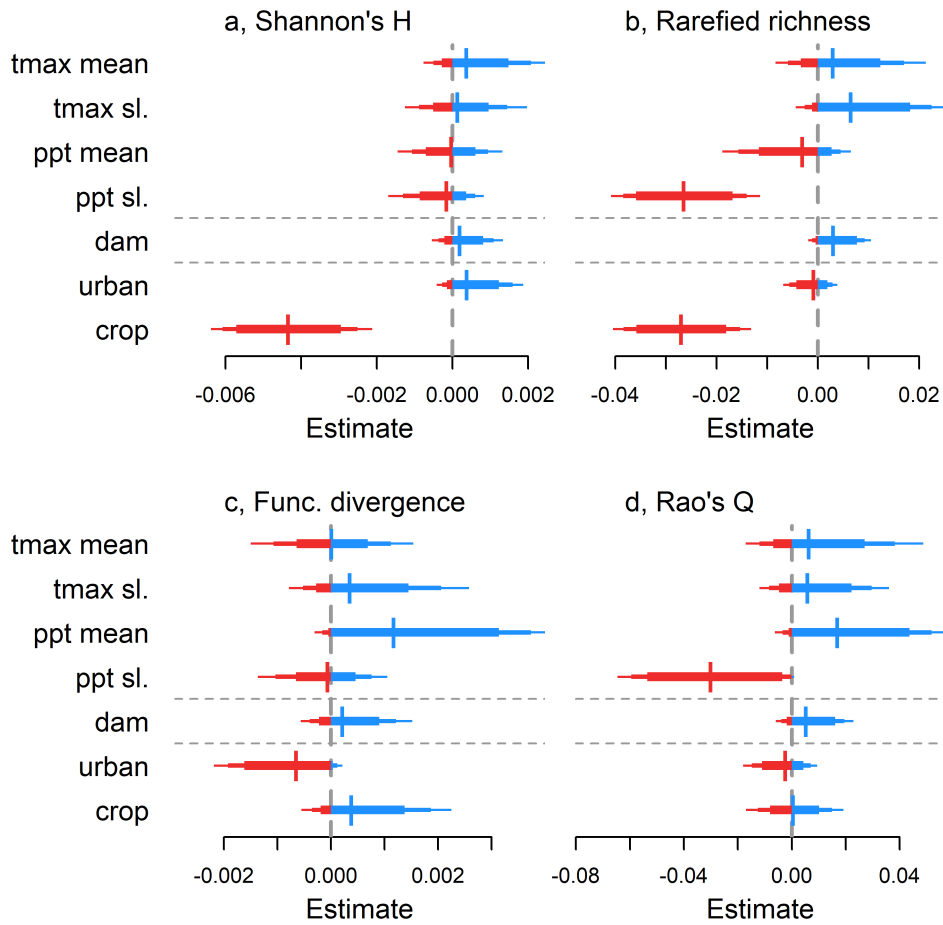 a, Shannon's H
b, Rarefied richness
tmax mean
tmax sl.
ppt mean
ppt sl.
dam
urban
crop
-0.006 -0.002 0.000 0.002
-0.04 -0.02 0.00 0.02
Estimate
Estimate
c, Func. divergence
d, Rao's Q
tmax mean
tmax sl.
ppt mean
ppt sl.
dam
urban
crop
-0.002 0.000 0.002
-0.08 -0.04 0.00 0.04
Estimate
Estimate